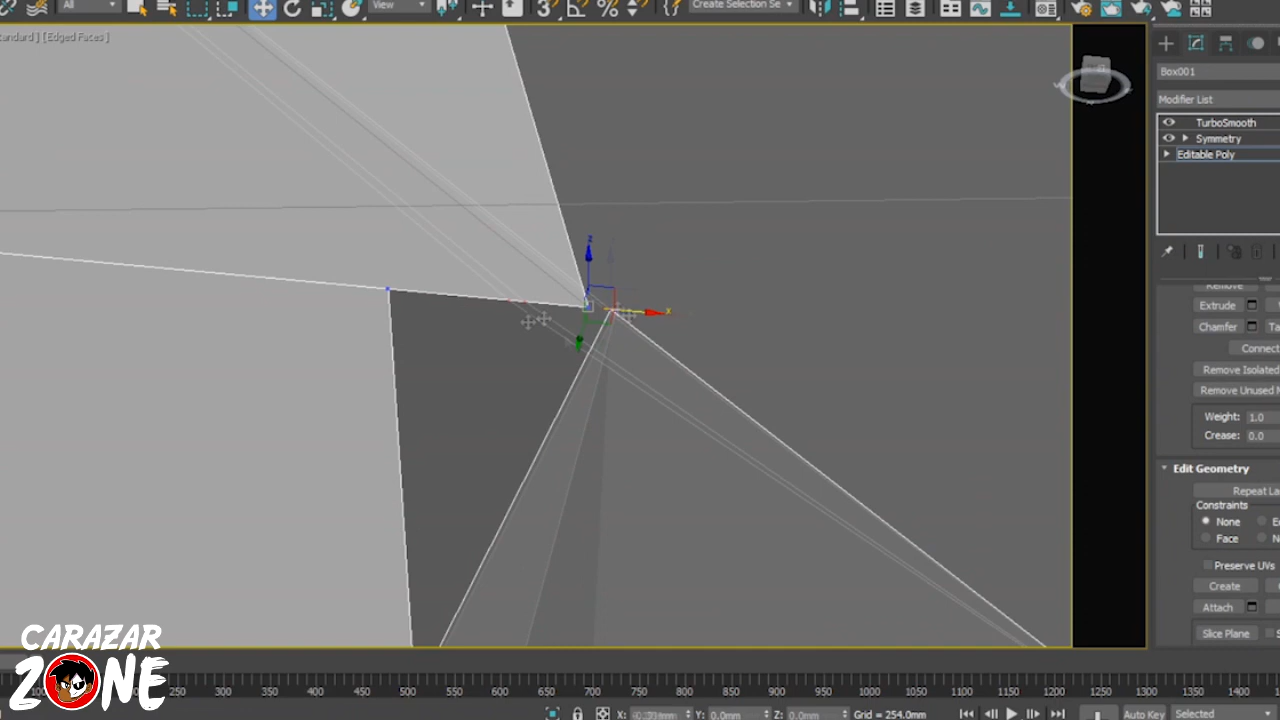 All
View
Create Selection Se
tandard ] [Edged Faces ]
Box001
Modifier List
TurboSmooth
Symmetry
Editable Poly
z
x
Remove
Extrude
Chamfer
Ta
Connect
Remove Isolated
Remove Unused M
Weight: 1.0
Crease: 0.0
Edit Geometry
Repeat La
Constraints
None
Face
Preserve UVs
Create
Attach
Slice Plane
CARAZAR
ZONE
250 300 350 400 450 500 550 600 650 700 750 800 850 900 950 1000 1050 1100 1150 1200 1250 1300 1350 1400
X: Y: 0.0mm Z: 0.0mm Grid = 254.0mm Auto Key Selected